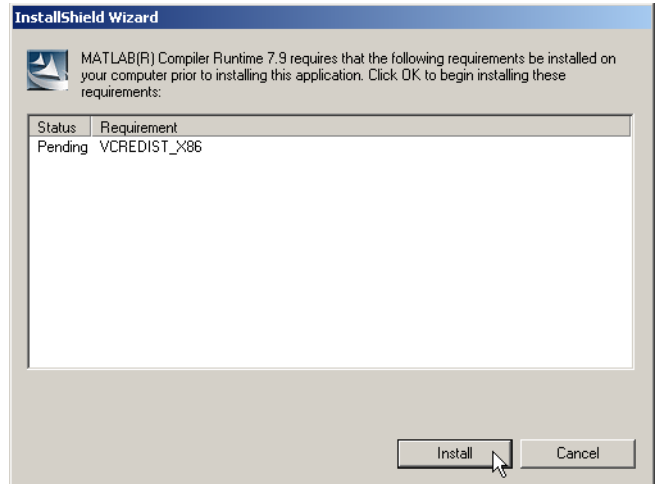 InstallShield Wizard
MATLAB(R) Compiler Runtime 7.9 requires that the following requirements be installed on
your computer prior to installing this application. Click OK to begin installing these
requirements:
Status Requirement
Pending VCREDIST_X86
Install Cancel